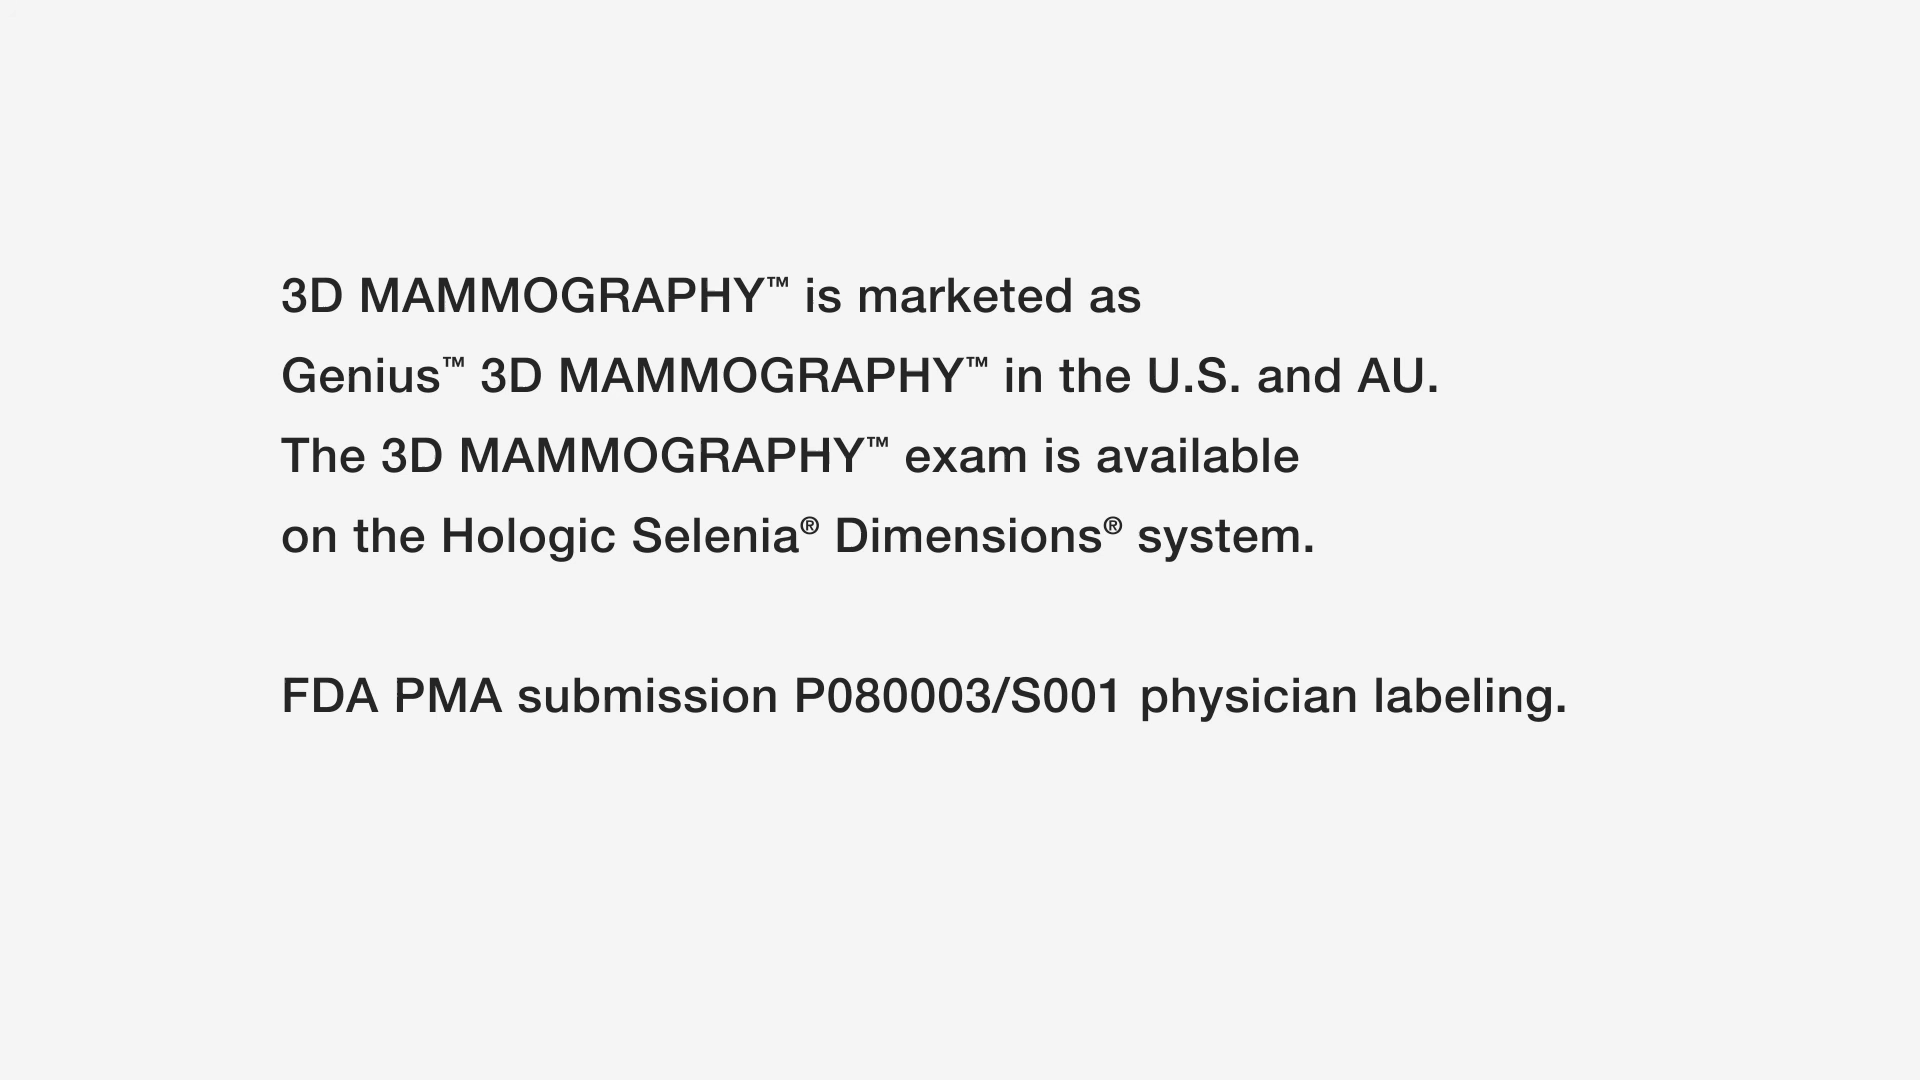 3D MAMMOGRAPHY™ is marketed as
Genius™ 3D MAMMOGRAPHY™ in the U.S. and AU.
The 3D MAMMOGRAPHY™ exam is available
on the Hologic Selenia® Dimensions® system.
FDA PMA submission P080003/S001 physician labeling.